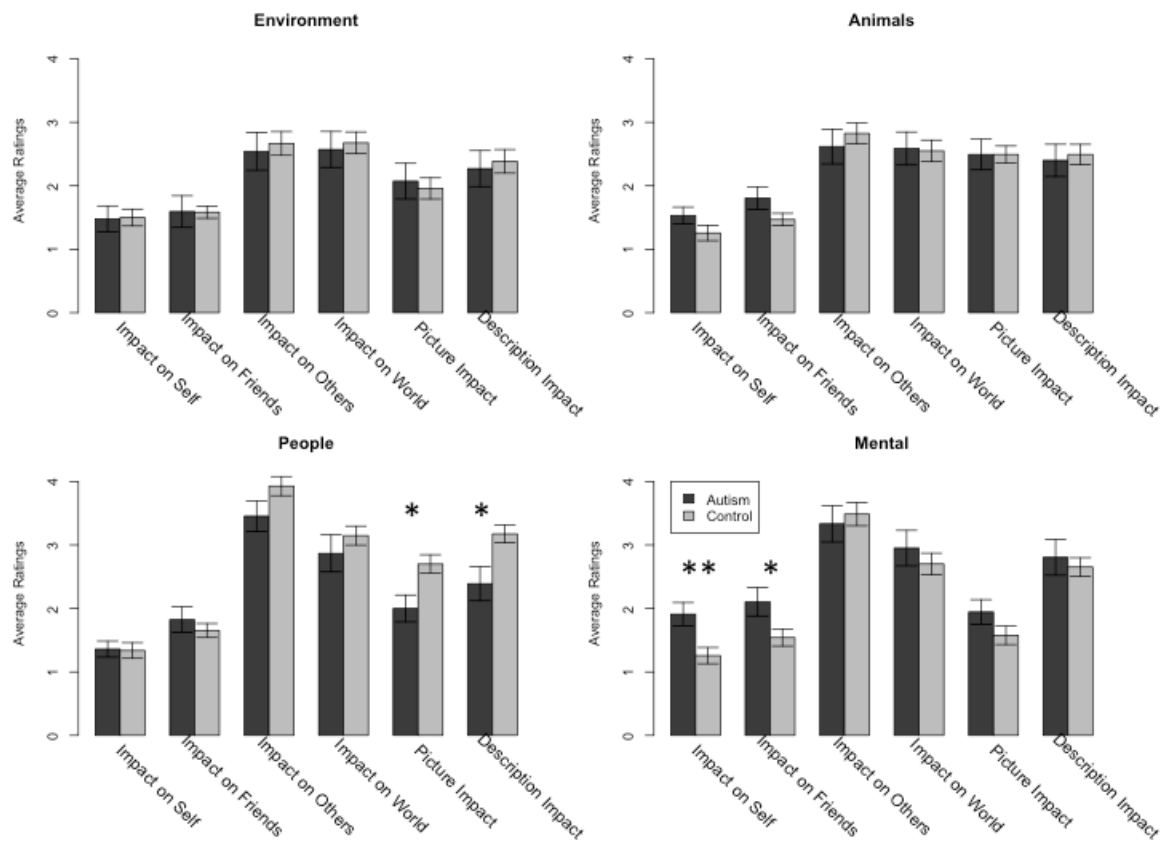 Environment
Average Ratings
4
3
2
1
0
Impact on Self
Impact on Friends
Impact on Others
Impact on World
Picture Impact
Description Impact
Animals
Average Ratings
4
3
2
1
0
Impact on Self
Impact on Friends
Impact on Others
Impact on World
Picture Impact
Description Impact
People
Average Ratings
4
3
2
1
0
*
*
Impact on Self
Impact on Friends
Impact on Others
Impact on World
Picture Impact
Description Impact
Mental
Average Ratings
4
3
2
1
0
Autism
Control
**
*
Impact on Self
Impact on Friends
Impact on Others
Impact on World
Picture Impact
Description Impact